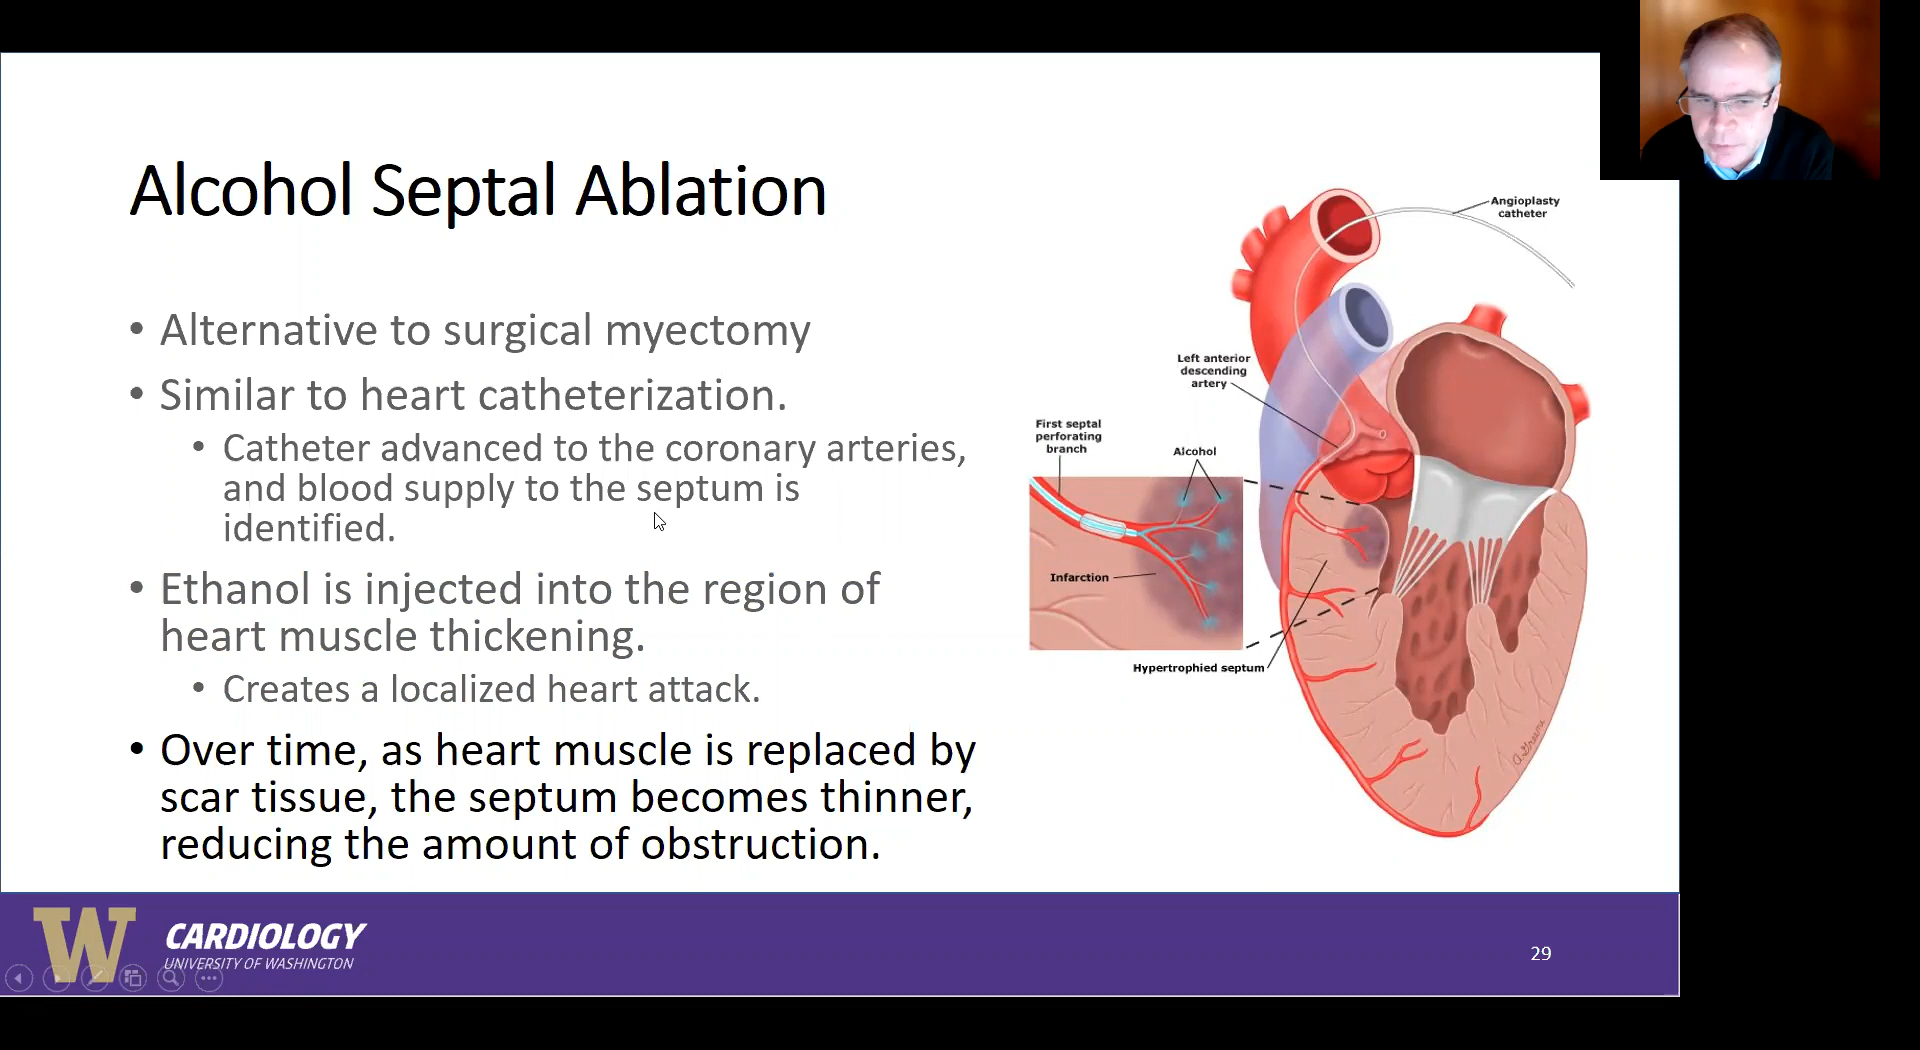 Alcohol Septal Ablation
• Alternative to surgical myectomy
• Similar to heart catheterization.
• Catheter advanced to the coronary arteries,
and blood supply to the septum is
identified.
• Ethanol is injected into the region of
heart muscle thickening.
• Creates a localized heart attack.
• Over time, as heart muscle is replaced by
scar tissue, the septum becomes thinner,
reducing the amount of obstruction.
Angioplasty
catheter
Left anterior
descending
artery
First septal
perforating
branch
Alcohol
Infarction
Hypertrophied septum
W
CARDIOLOGY
UNIVERSITY OF WASHINGTON
29